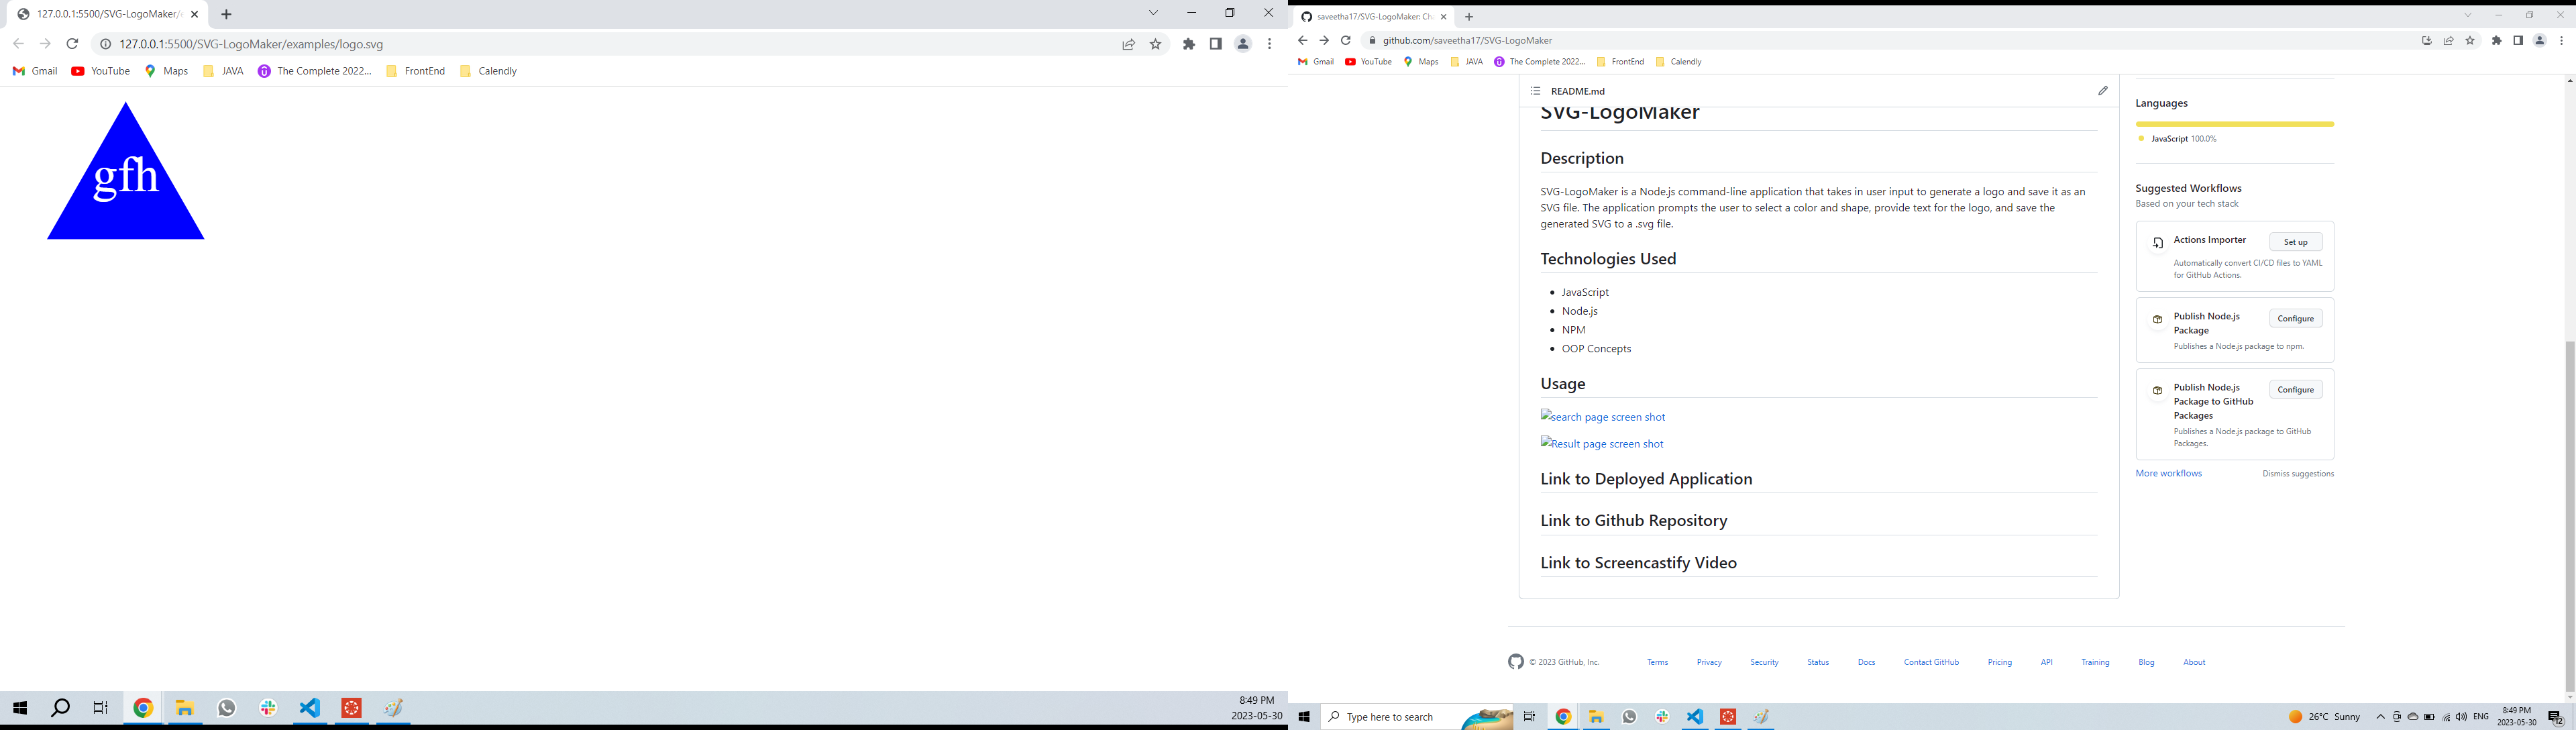 127.0.0.1:5500/SVG-LogoMaker/
127.0.0.1:5500/SVG-LogoMaker/examples/logo.svg
Gmail YouTube Maps JAVA The Complete 2022... FrontEnd Calendly
gfh
8:49 PM
2023-05-30
saveetha17/SVG-LogoMaker: Ch
github.com/saveetha17/SVG-LogoMaker
Gmail YouTube Maps JAVA The Complete 2022... FrontEnd Calendly
README.md
SVG-LogoMaker
Description
SVG-LogoMaker is a Node.js command-line application that takes in user input to generate a logo and save it as an
SVG file. The application prompts the user to select a color and shape, provide text for the logo, and save the
generated SVG to a .svg file.
Technologies Used
JavaScript
Node.js
NPM
OOP Concepts
Usage
search page screen shot
Result page screen shot
Link to Deployed Application
Link to Github Repository
Link to Screencastify Video
Languages
JavaScript 100.0%
Suggested Workflows
Based on your tech stack
Actions Importer Set up
Automatically convert CI/CD files to YAML
for GitHub Actions.
Publish Node.js Configure
Package
Publishes a Node.js package to npm.
Publish Node.js Configure
Package to GitHub
Packages
Publishes a Node.js package to GitHub
Packages.
More workflows Dismiss suggestions
© 2023 GitHub, Inc. Terms Privacy Security Status Docs Contact GitHub Pricing API Training Blog About
Type here to search
26°C Sunny ENG
8:49 PM
2023-05-30
12